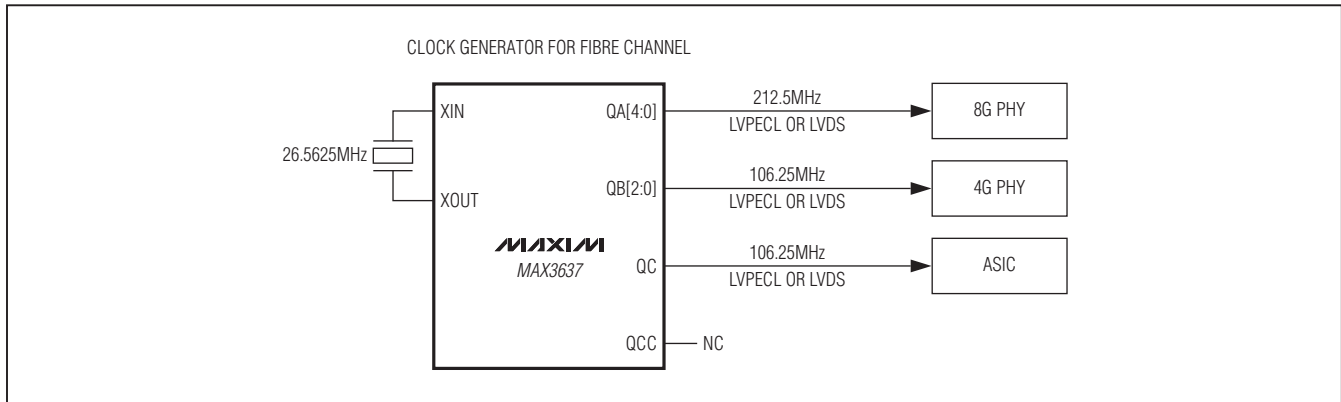 CLOCK GENERATOR FOR FIBRE CHANNEL
XIN
QA[4:0]
212.5MHz
LVPECL OR LVDS
8G PHY
26.5625MHz
XOUT
QB[2:0]
106.25MHz
LVPECL OR LVDS
4G PHY
MAXIM
MAX3637
QC
106.25MHz
LVPECL OR LVDS
ASIC
QCC
NC